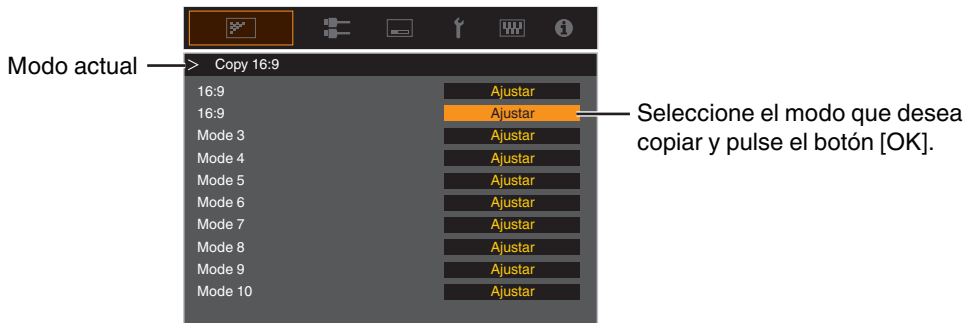 Modo actual
> Copy 16:9
16:9 Ajustar
16:9 Ajustar
Mode 3 Ajustar
Mode 4 Ajustar
Mode 5 Ajustar
Mode 6 Ajustar
Mode 7 Ajustar
Mode 8 Ajustar
Mode 9 Ajustar
Mode 10 Ajustar
Seleccione el modo que desea
copiar y pulse el botón [OK].